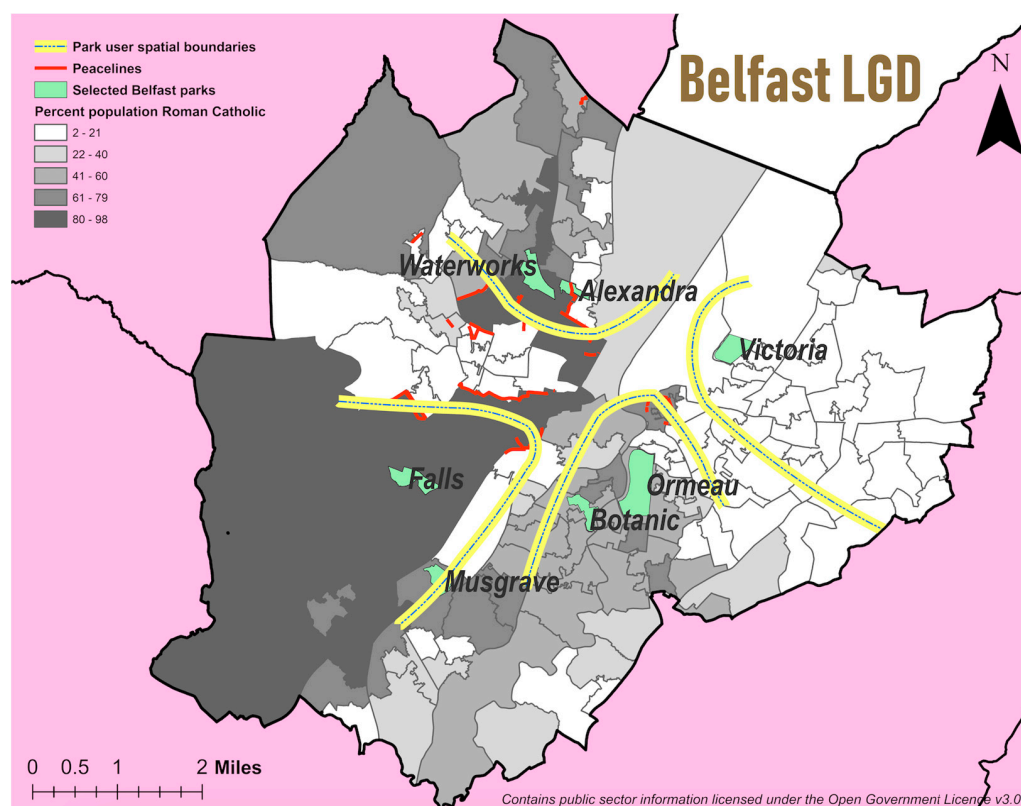 Belfast LGD
N
Park user spatial boundaries
Peacelines
Selected Belfast parks
Percent population Roman Catholic
2 - 21
22 - 40
41 - 60
61 - 79
80 - 98
Waterworks
Alexandra
Victoria
Falls
Ormeau
Botanic
Musgrave
0 0.5 1 2 Miles
Contains public sector information licensed under the Open Government Licence v3.0